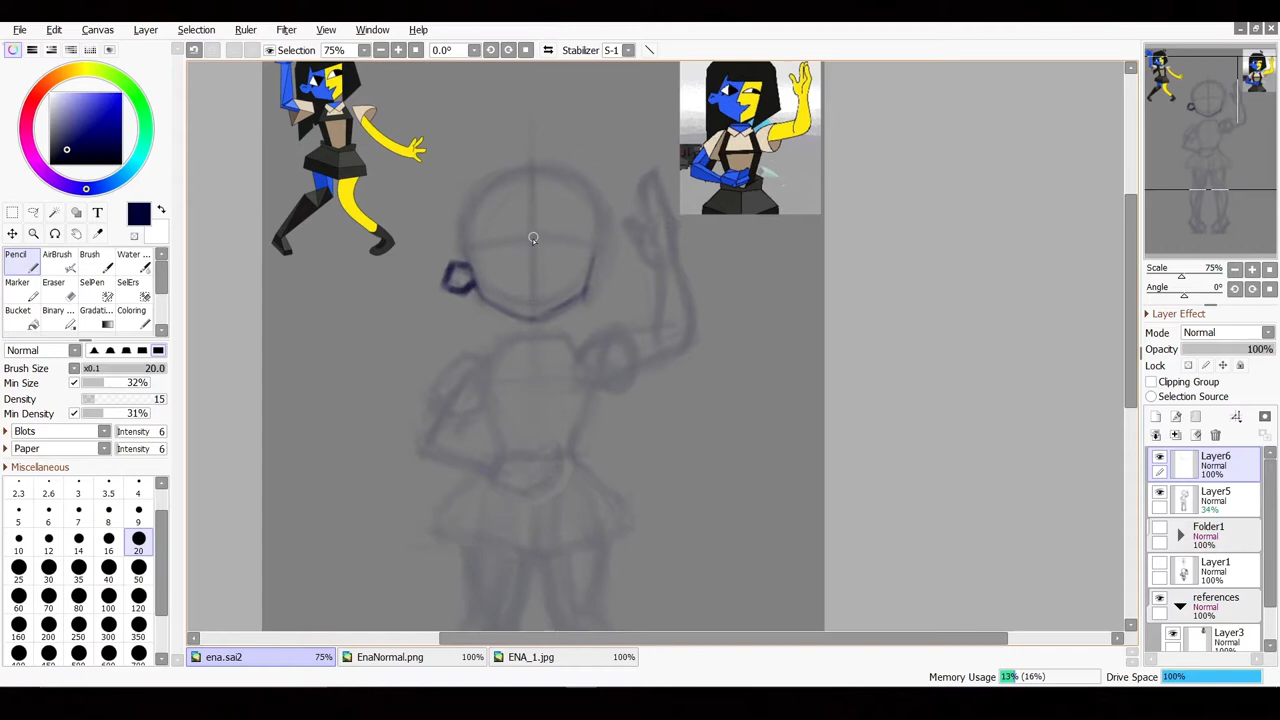 File Edit Canvas Layer Selection Ruler Filter View Window Help
Selection 75% 0.0° Stabilizer S-1
Scale 75%
Angle 0°
Layer Effect
Mode Normal
Opacity 100%
Lock
Clipping Group
Selection Source
Pencil AirBrush Brush Water ...
Marker Eraser SelPen SelErs
Bucket Binary ... Gradati... Coloring
Normal
Brush Size x0.1 20.0
Min Size 32%
Density 15
Min Density 31%
Blots Intensity 6
Paper Intensity 6
Miscellaneous
2.3 2.6 3 3.5 4
5 6 7 8 9
10 12 14 16 20
25 30 35 40 50
60 70 80 100 120
160 200 250 300 350
Layer6
Normal
100%
Layer5
Normal
34%
Folder1
Normal
100%
Layer1
Normal
100%
references
Normal
100%
Layer3
Normal
ena.sai2 75% EnaNormal.png 100% ENA_1.jpg 100%
Memory Usage 13% (16%) Drive Space 100%